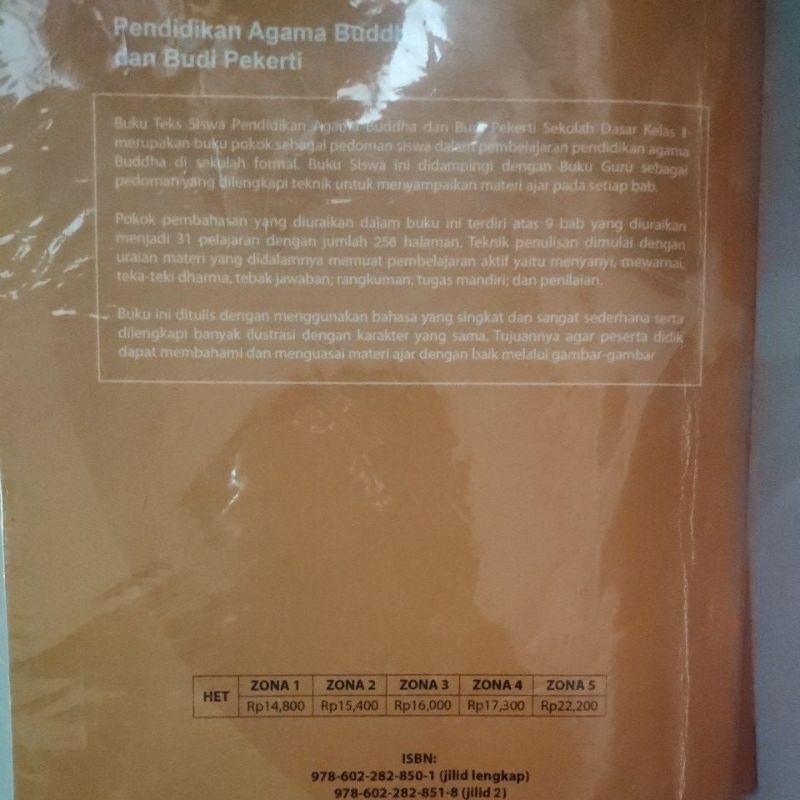 Pendidikan Agama Buddh
dan Budi Pekerti
Buku Teks Siswa Pendidikan Agama Buddha dan Budi Pekerti Sekolah Dasar Kelas II
merupakan buku pokok sebagai pedoman siswa dalam pembelajaran pendidikan agama
Buddha di sekolah formal. Buku Siswa ini didampingi dengan Buku Guru sebagai
pedoman yang dilengkapi teknik untuk menyampaikan materi ajar pada setiap bab.
Pokok pembahasan yang diuraikan dalam buku ini terdiri atas 9 bab yang diuraikan
menjadi 31 pelajaran dengan jumlah 256 halaman. Teknik penulisan dimulai dengan
uraian materi yang didalamnya memuat pembelajaran aktif yaitu menyanyi, mewarnai,
teka-teki dharma, tebak jawaban; rangkuman; tugas mandiri; dan penilaian.
Buku ini ditulis dengan menggunakan bahasa yang singkat dan sangat sederhana serta
dilengkapi banyak ilustrasi dengan karakter yang sama. Tujuannya agar peserta didik
dapat membahami dan menguasai materi ajar dengan baik melalui gambar-gambar
HET ZONA 1 ZONA 2 ZONA 3 ZONA 4 ZONA 5
Rp14,800 Rp15,400 Rp16,000 Rp17,300 Rp22,200
ISBN:
978-602-282-850-1 (jilid lengkap)
978-602-282-851-8 (jilid 2)